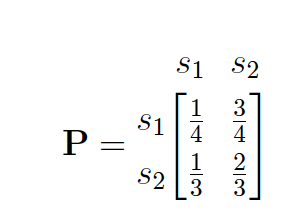 s₁ s₂
P = s₁ [ 1/4 3/4 ]
s₂ [ 1/3 2/3 ]